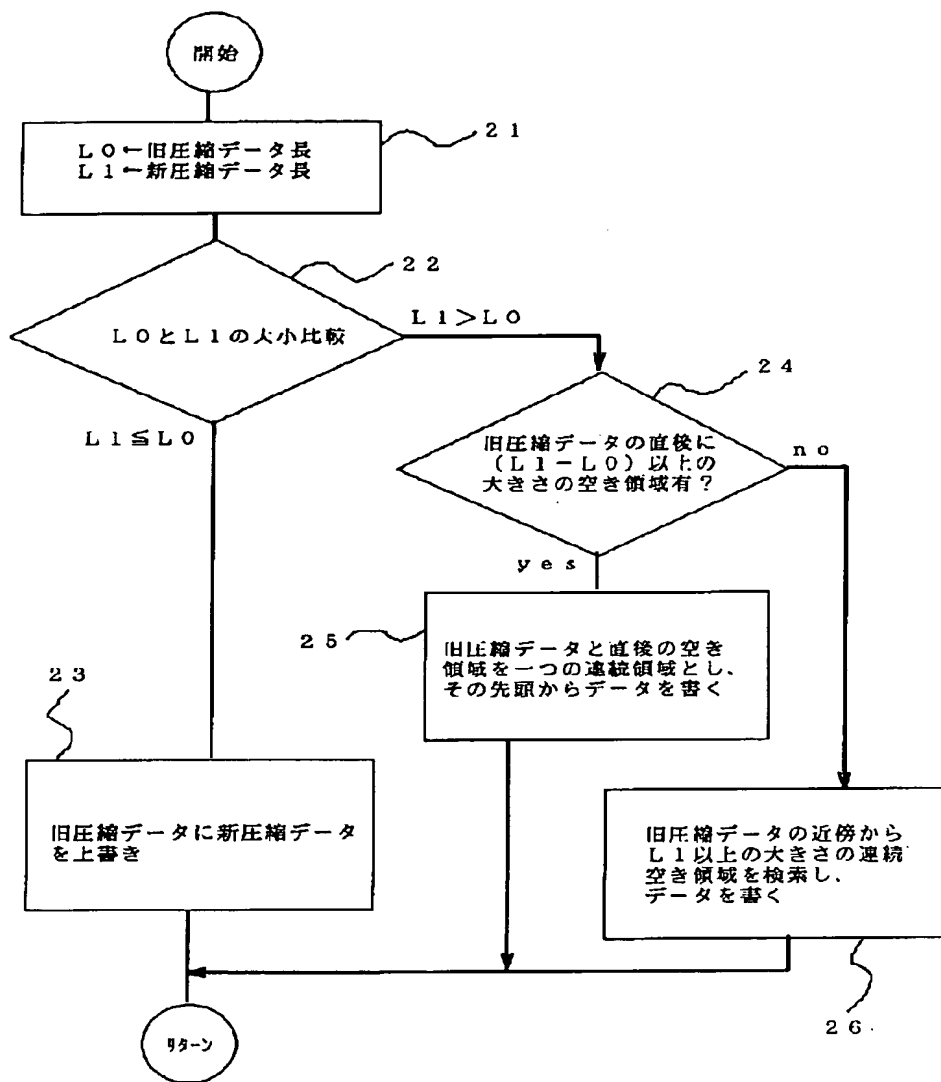 開始
21
L0←旧圧縮データ長
L1←新圧縮データ長
22
L0とL1の大小比較
L1>L0
L1≦L0
24
旧圧縮データの直後に
(L1-L0)以上の
大きさの空き領域有?
no
yes
25
旧圧縮データと直後の空き
領域を一つの連続領域とし、
その先頭からデータを書く
23
旧圧縮データに新圧縮データ
を上書き
旧圧縮データの近傍から
L1以上の大きさの連続
空き領域を検索し、
データを書く
26
リターン